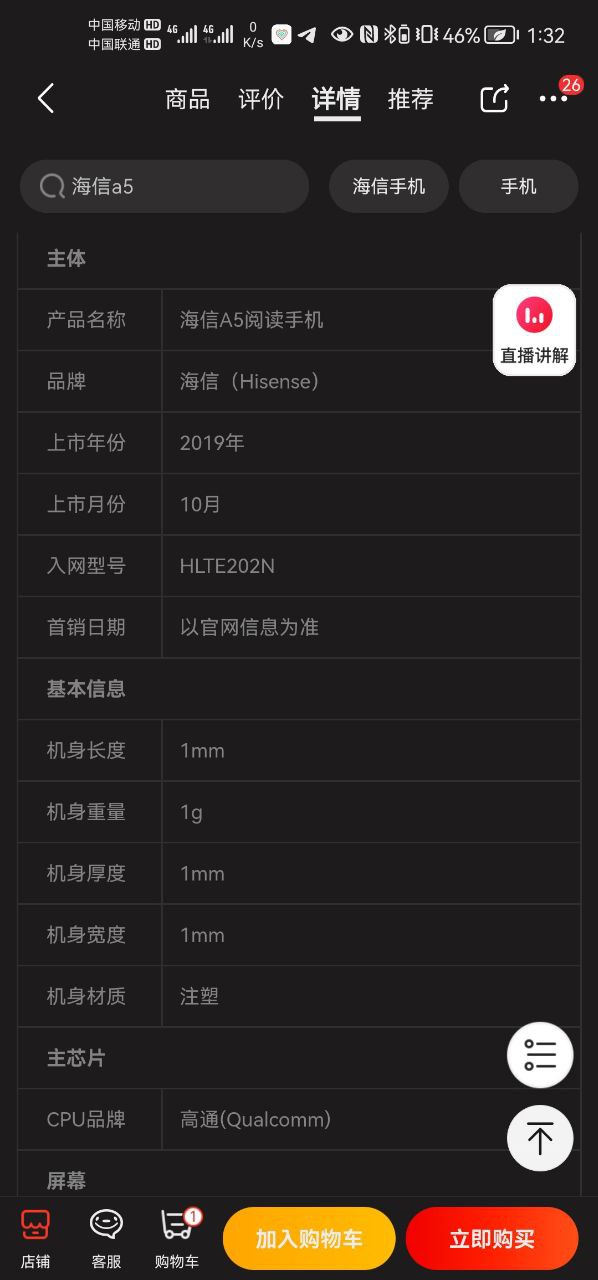 中国移动 HD 4G 4G 0 46% 1:32
中国联通 HD K/s
商品 评价 详情 推荐 26
海信a5 海信手机 手机
主体
产品名称 海信A5阅读手机
直播讲解
品牌 海信（Hisense）
上市年份 2019年
上市月份 10月
入网型号 HLTE202N
首销日期 以官网信息为准
基本信息
机身长度 1mm
机身重量 1g
机身厚度 1mm
机身宽度 1mm
机身材质 注塑
主芯片
CPU品牌 高通(Qualcomm)
屏幕
1
店铺 客服 购物车 加入购物车 立即购买